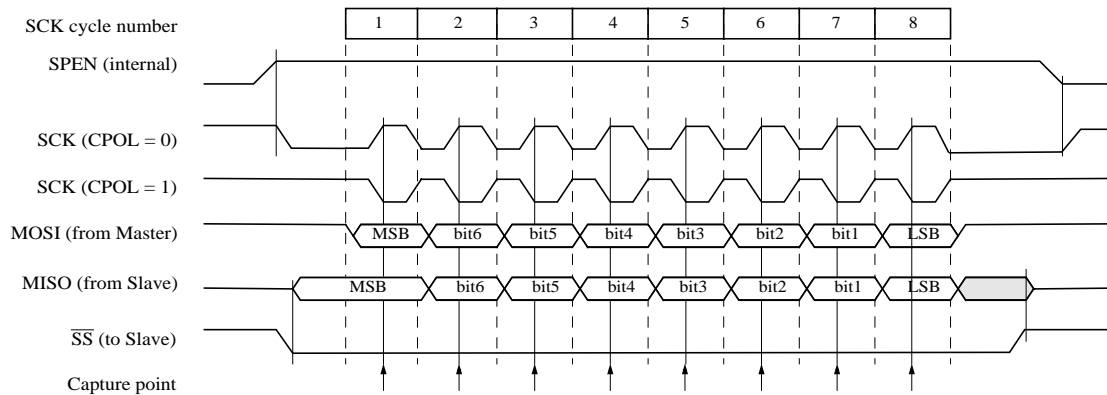 SCK cycle number 1 2 3 4 5 6 7 8
SPEN (internal)
SCK (CPOL = 0)
SCK (CPOL = 1)
MOSI (from Master) MSB bit6 bit5 bit4 bit3 bit2 bit1 LSB
MISO (from Slave) MSB bit6 bit5 bit4 bit3 bit2 bit1 LSB
SS (to Slave)
Capture point